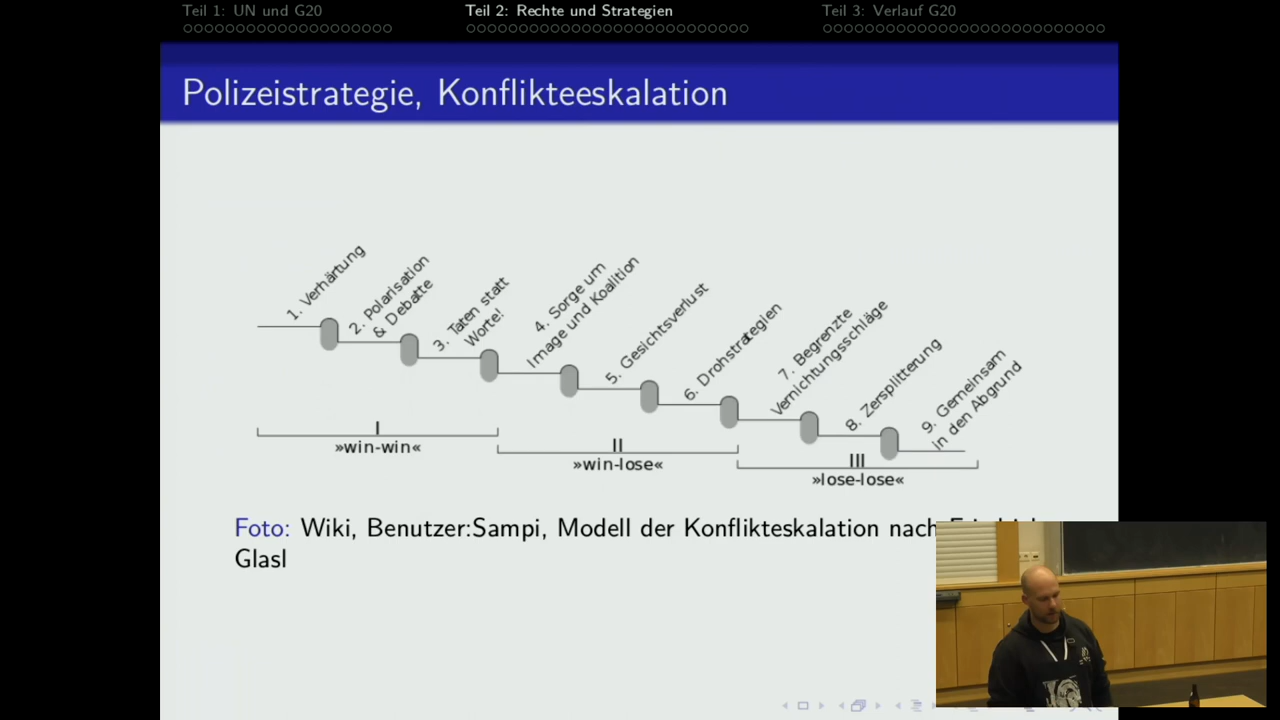 Teil 1: UN und G20
Teil 2: Rechte und Strategien
Teil 3: Verlauf G20
Polizeistrategie, Konflikteeskalation
1. Verhärtung
2. Polarisation
& Debatte
3. Taten statt
Worte!
4. Sorge um
Image und Koalition
5. Gesichtsverlust
6. Drohstrategien
7. Begrenzte
Vernichtungsschläge
8. Zersplitterung
9. Gemeinsam
in den Abgrund
I
»win-win«
II
»win-lose«
III
»lose-lose«
Foto: Wiki, Benutzer:Sampi, Modell der Konflikteskalation nach
Glasl